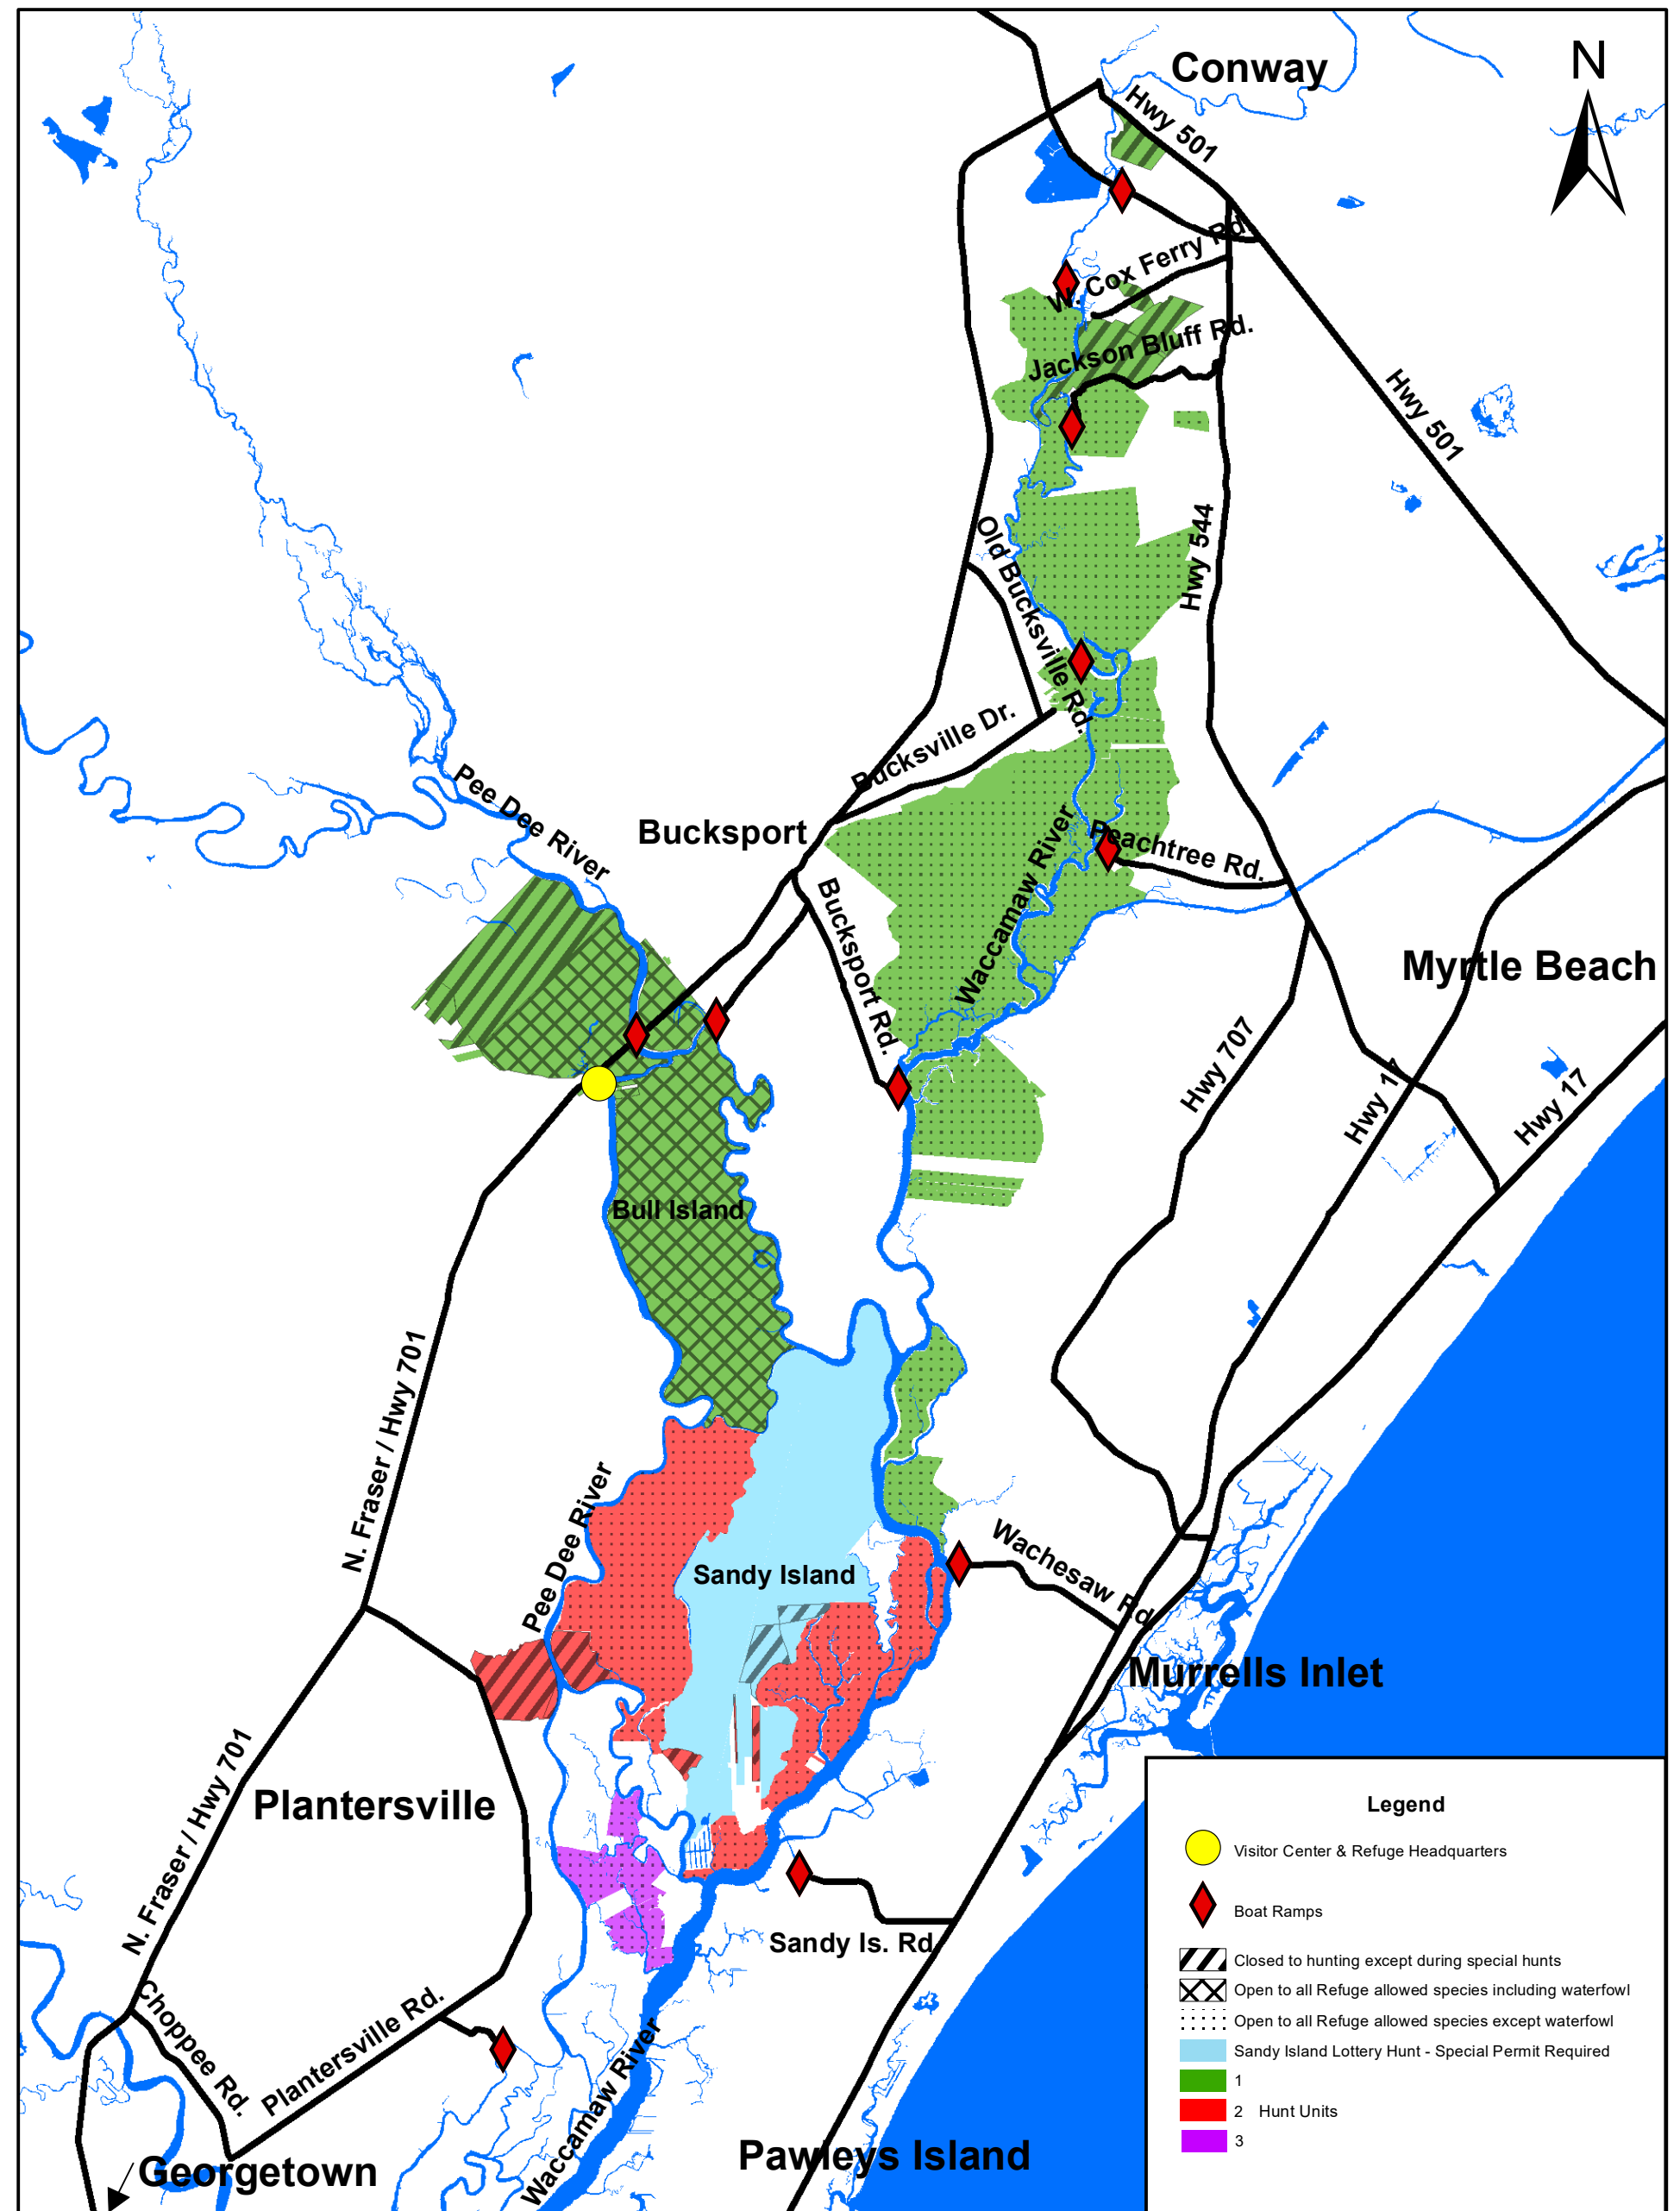 Conway
N
Hwy 501
W. Cox Ferry Rd.
Jackson Bluff Rd.
Hwy 501
Old Bucksville Rd.
Hwy 544
Bucksville Dr.
Pee Dee River
Bucksport
Waccamaw River
Peachtree Rd.
Bucksport Rd.
Myrtle Beach
Hwy 707
Hwy 17
Hwy 17
Bull Island
N. Fraser / Hwy 701
Pee Dee River
Sandy Island
Wachesaw Rd.
Murrells Inlet
N. Fraser / Hwy 701
Plantersville
Sandy Is. Rd.
Choppee Rd.
Plantersville Rd.
Waccamaw River
Georgetown
Pawleys Island
Legend
Visitor Center & Refuge Headquarters
Boat Ramps
Closed to hunting except during special hunts
Open to all Refuge allowed species including waterfowl
Open to all Refuge allowed species except waterfowl
Sandy Island Lottery Hunt - Special Permit Required
1
2 Hunt Units
3